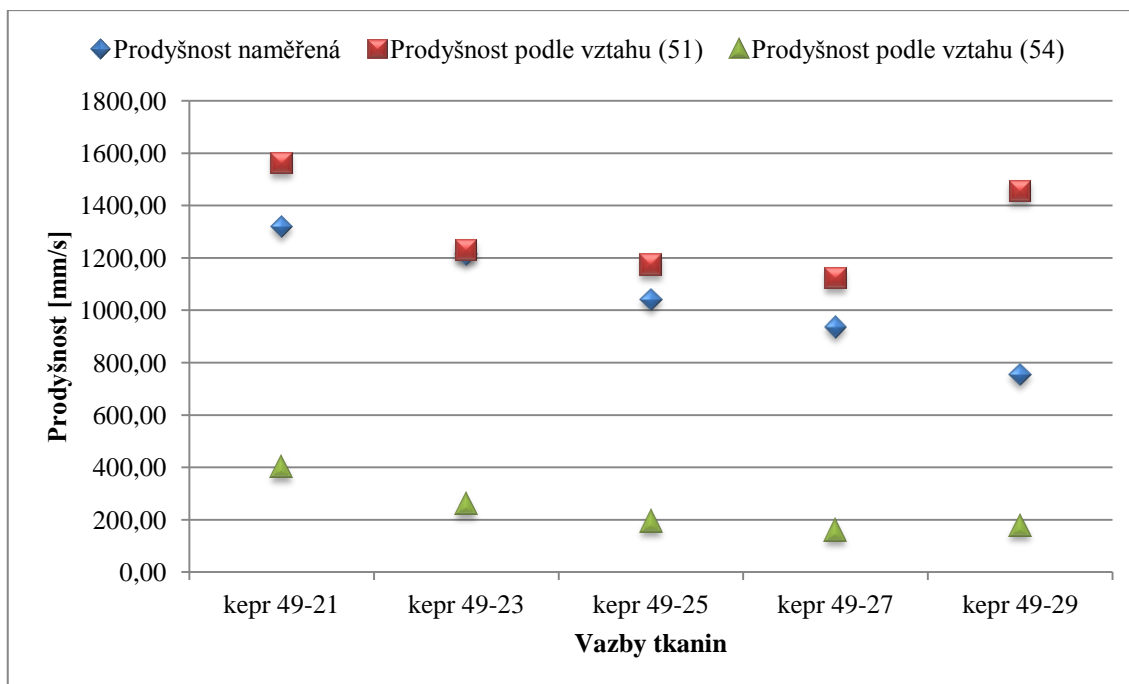 Prodyšnost naměřená Prodyšnost podle vztahu (51) Prodyšnost podle vztahu (54)
1800,00
1600,00
1400,00
1200,00
1000,00
800,00
600,00
400,00
200,00
0,00
Prodyšnost [mm/s]
kepr 49-21 kepr 49-23 kepr 49-25 kepr 49-27 kepr 49-29
Vazby tkanin